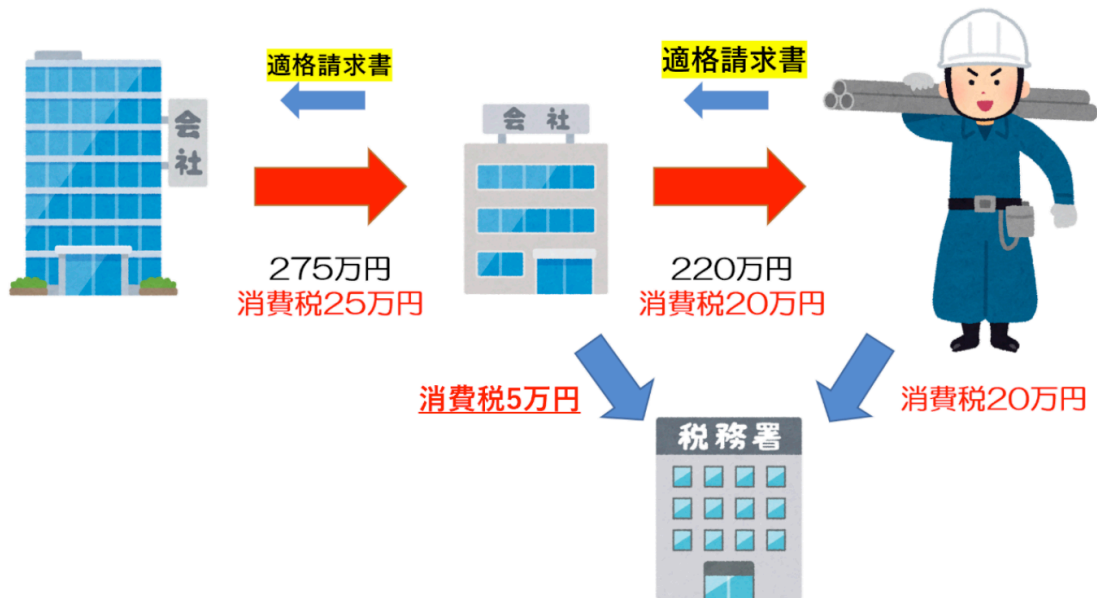 適格請求書
適格請求書
会社
会社
275万円
消費税25万円
220万円
消費税20万円
消費税5万円
消費税20万円
税務署